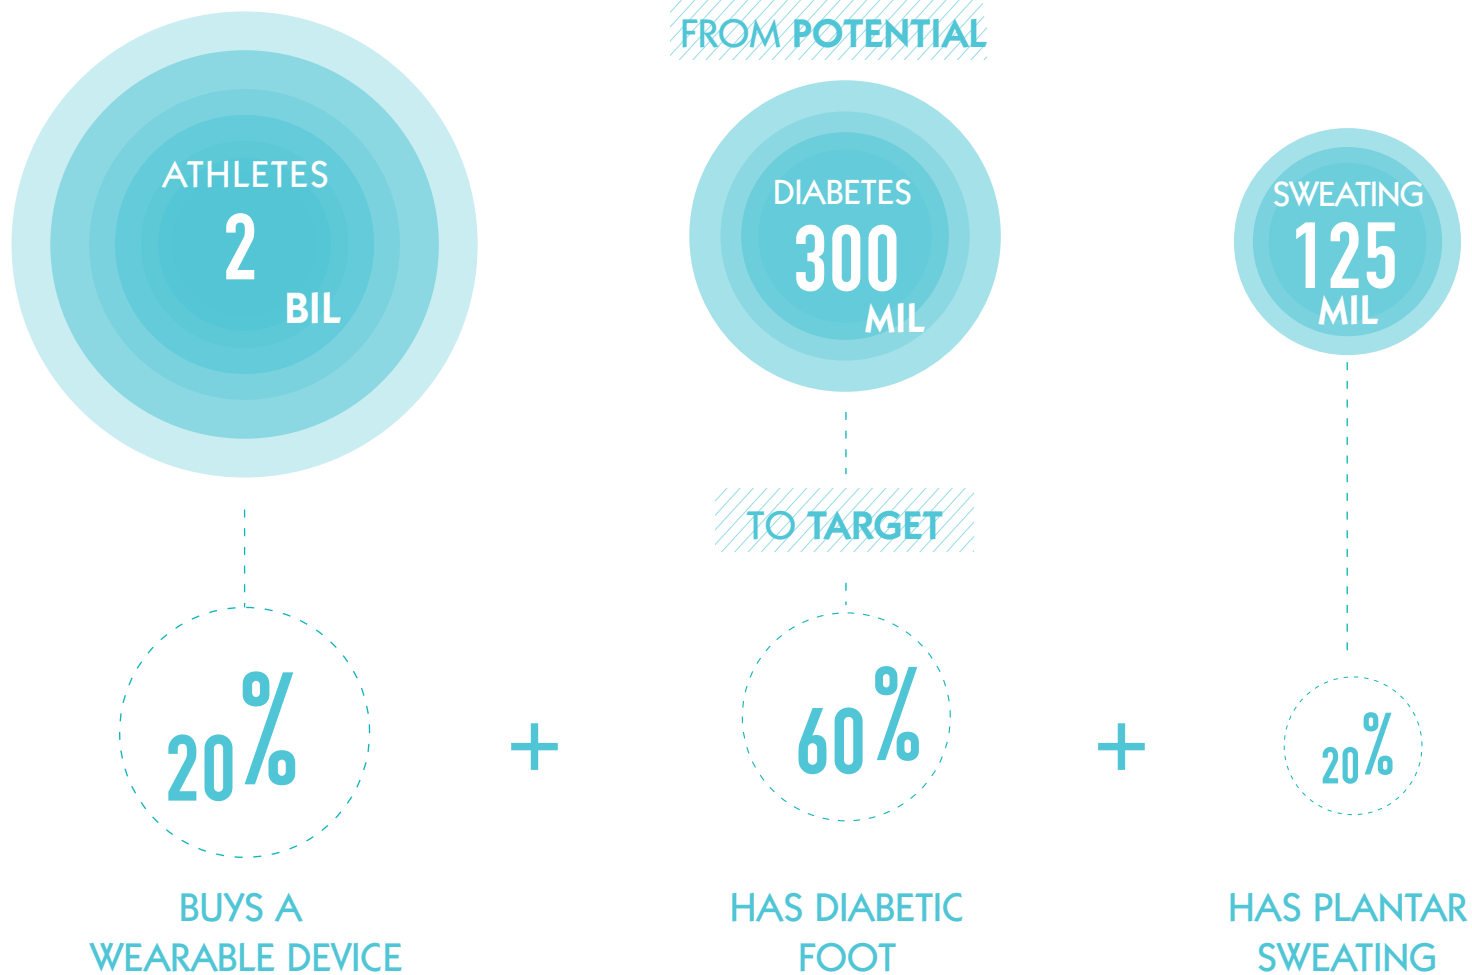 FROM POTENTIAL
ATHLETES
2
BIL
DIABETES
300
MIL
SWEATING
125
MIL
TO TARGET
20%
+
60%
+
20%
BUYS A
WEARABLE DEVICE
HAS DIABETIC
FOOT
HAS PLANTAR
SWEATING